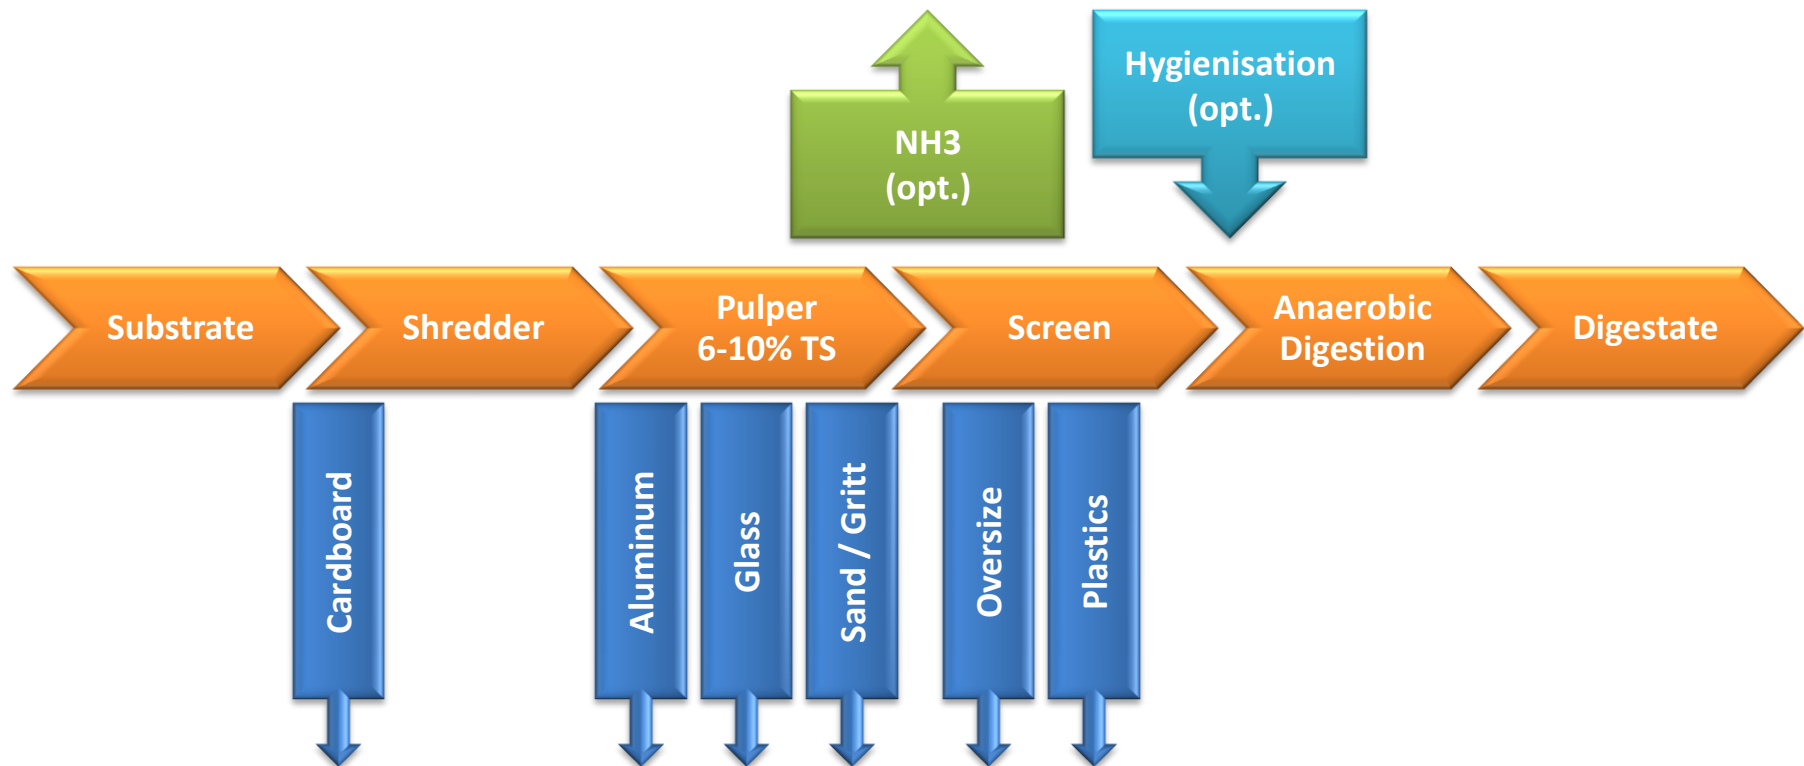 Hygienisation
(opt.)
NH3
(opt.)
Substrate
Shredder
Pulper
6-10% TS
Screen
Anaerobic
Digestion
Digestate
Cardboard
Aluminum
Glass
Sand / Gritt
Oversize
Plastics